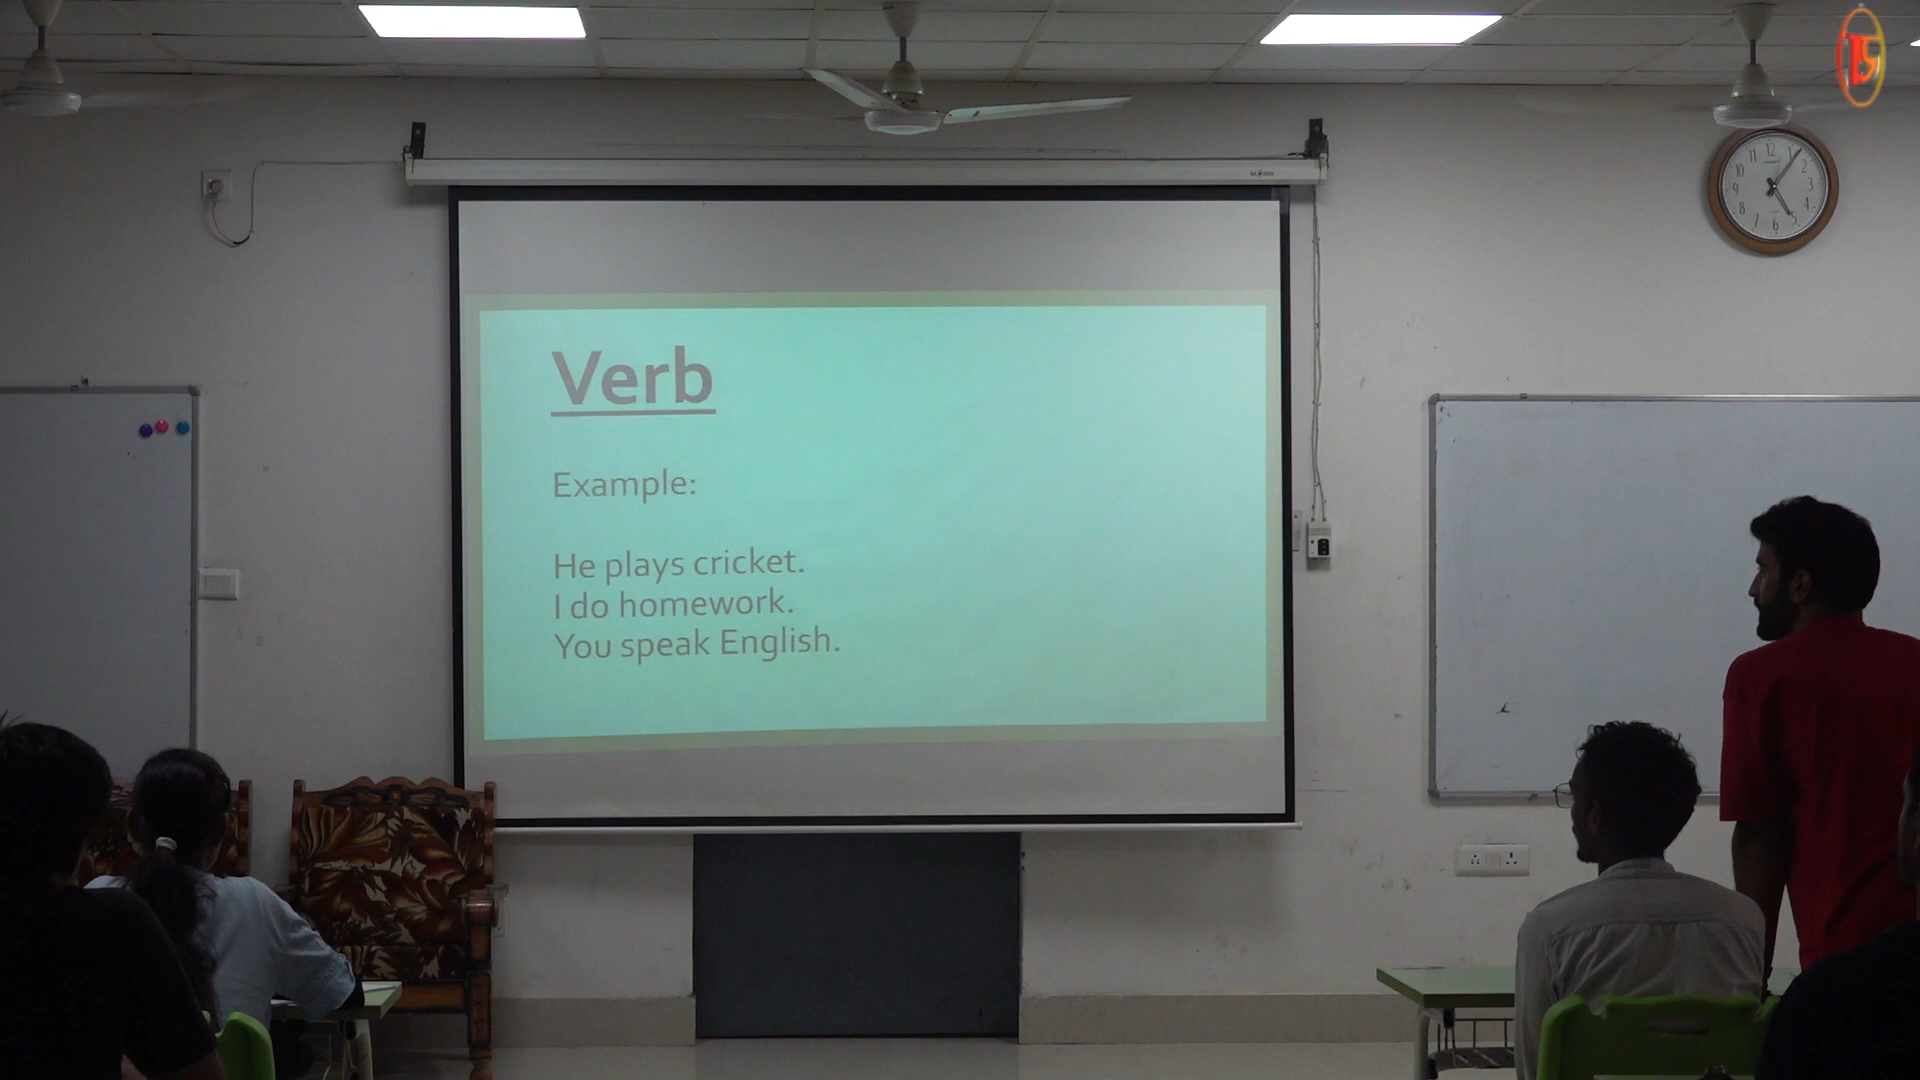 Verb
Example:
He plays cricket.
I do homework.
You speak English.